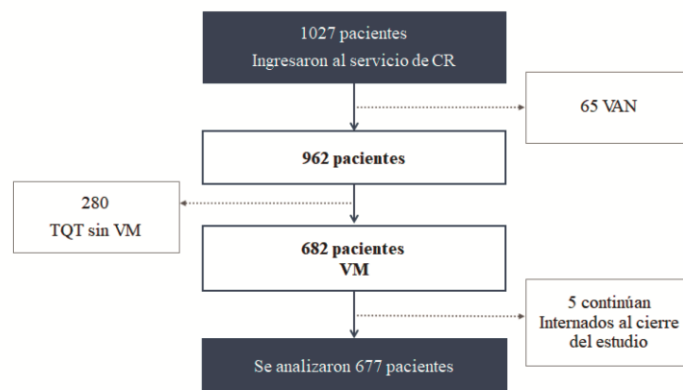 1027 pacientes
Ingresaron al servicio de CR
65 VAN
962 pacientes
280
TQT sin VM
682 pacientes
VM
5 continúan
Internados al cierre
del estudio
Se analizaron 677 pacientes